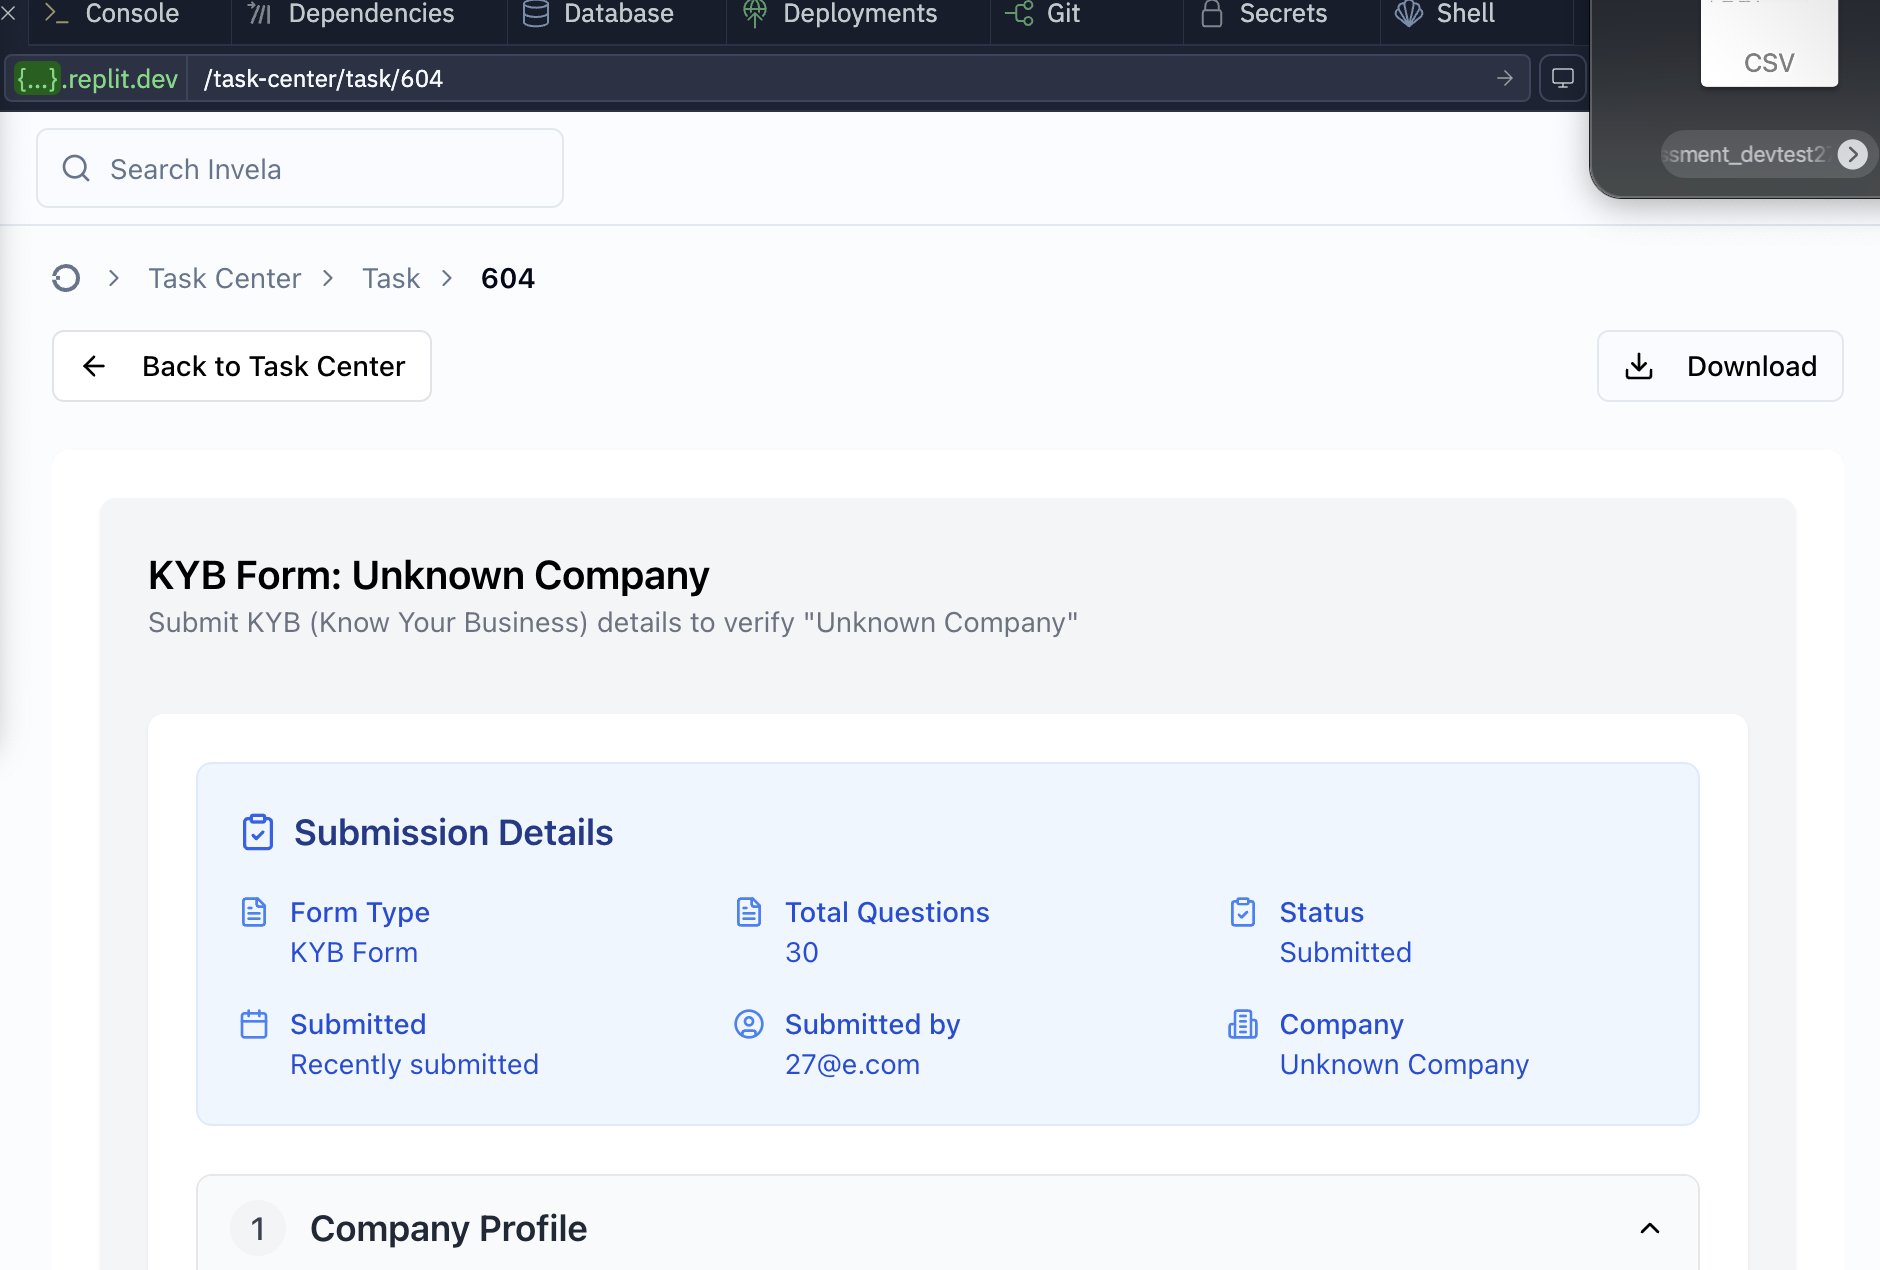 Console
Dependencies
Database
Deployments
Git
Secrets
Shell
{...}.replit.dev
/task-center/task/604
CSV
ssment_devtest27
Search Invela
Task Center
Task
604
Back to Task Center
Download
KYB Form: Unknown Company
Submit KYB (Know Your Business) details to verify "Unknown Company"
Submission Details
Form Type
KYB Form
Total Questions
30
Status
Submitted
Submitted
Recently submitted
Submitted by
27@e.com
Company
Unknown Company
1
Company Profile